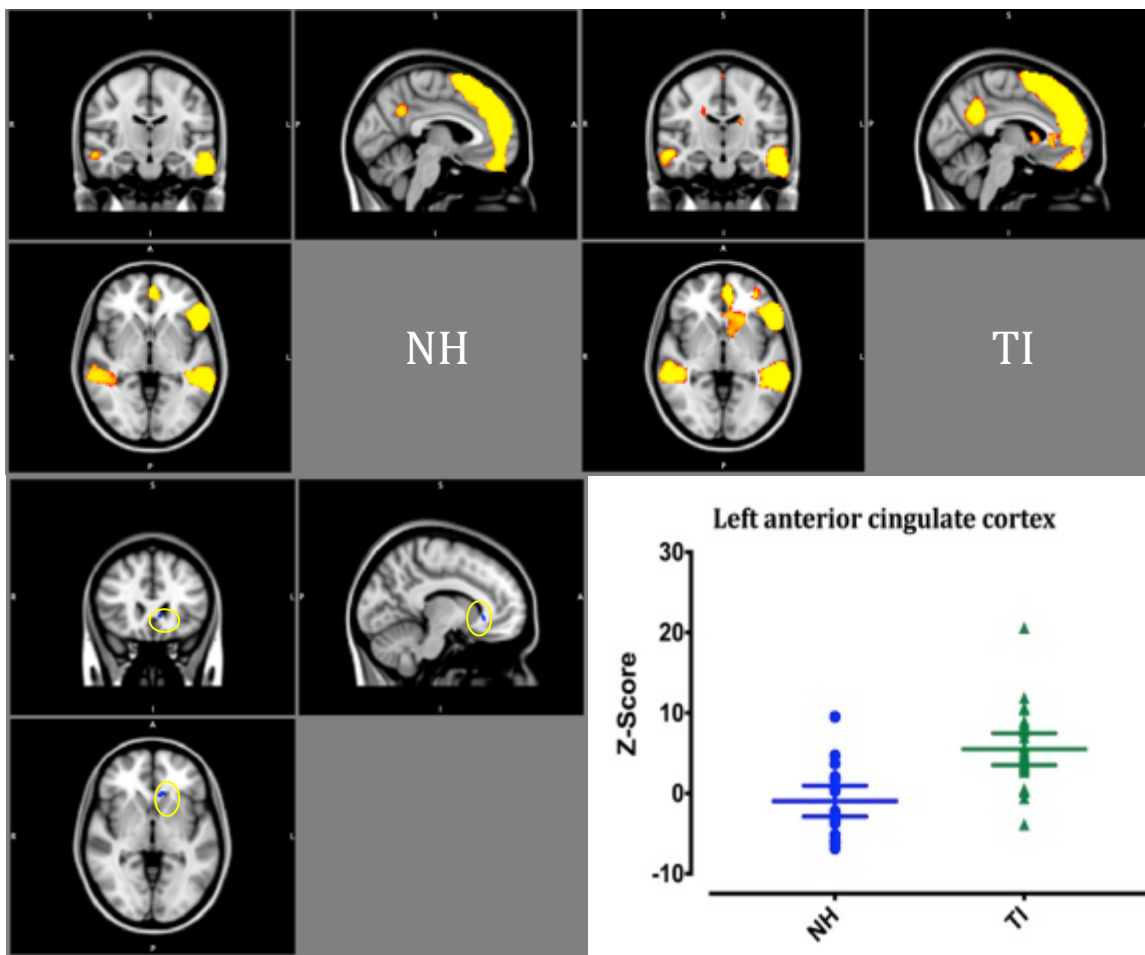 S S S S
R L P A R L P
I I I I
A A
R L NH R L TI
P P
S S
R L P A
I I
A
R L
P
Left anterior cingulate cortex
Z-Score
30
20
10
0
-10
NH
TI